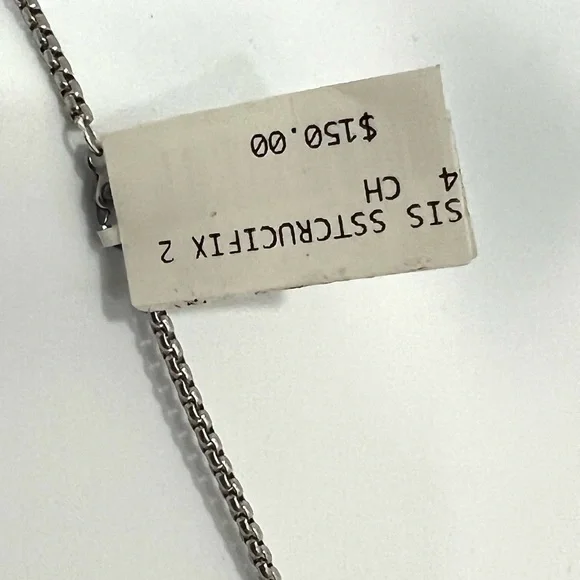 SIS SSTCRUCIFIX 2
4 CH
$150.00